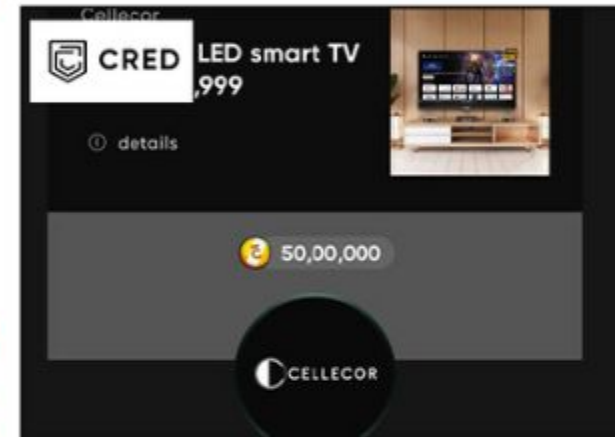 Cellecor
CRED LED smart TV
,999
details
50,00,000
CELLECOR